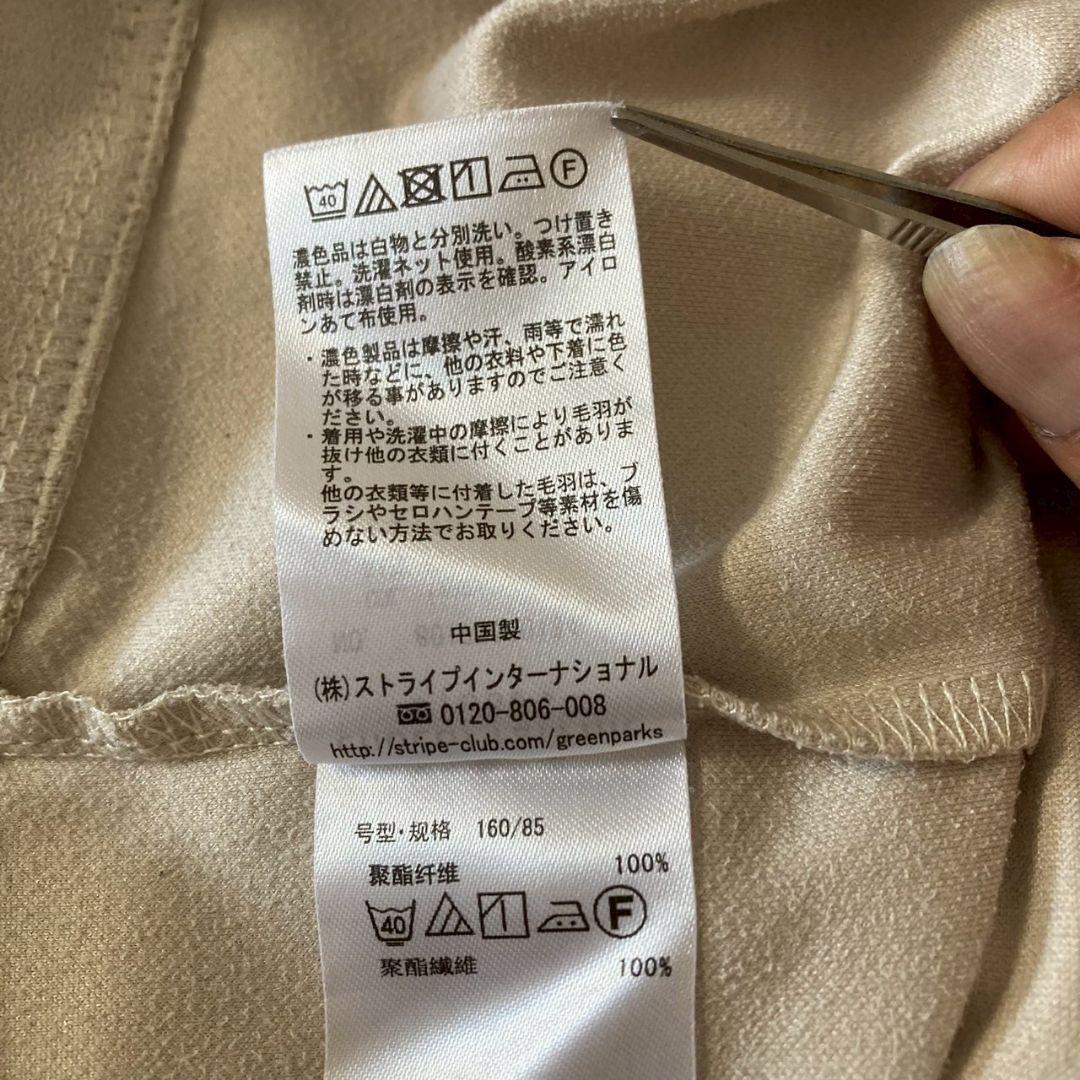 40 F
濃色品は白物と分別洗い。つけ置き
禁止。洗濯ネット使用。酸素系漂白
剤時は漂白剤の表示を確認。アイロ
ンあて布使用。
・濃色製品は摩擦や汗、雨等で濡れ
た時などに、他の衣料や下着に色
が移る事がありますのでご注意く
ださい。
・着用や洗濯中の摩擦により毛羽が
抜け他の衣類に付くことがありま
す。
他の衣類等に付着した毛羽は、ブ
ラシやセロハンテープ等素材を傷
めない方法でお取りください。
中国製
(株)ストライプインターナショナル
0120-806-008
http://stripe-club.com/greenparks
号型·规格 160/85
聚酯纤维 100%
40 F
聚酯纖維 100%